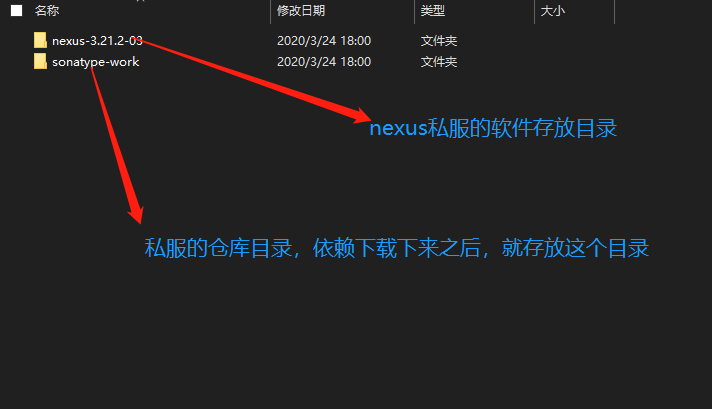 名称 修改日期 类型 大小
nexus-3.21.2-03 2020/3/24 18:00 文件夹
sonatype-work 2020/3/24 18:00 文件夹
nexus私服的软件存放目录
私服的仓库目录，依赖下载下来之后，就存放这个目录